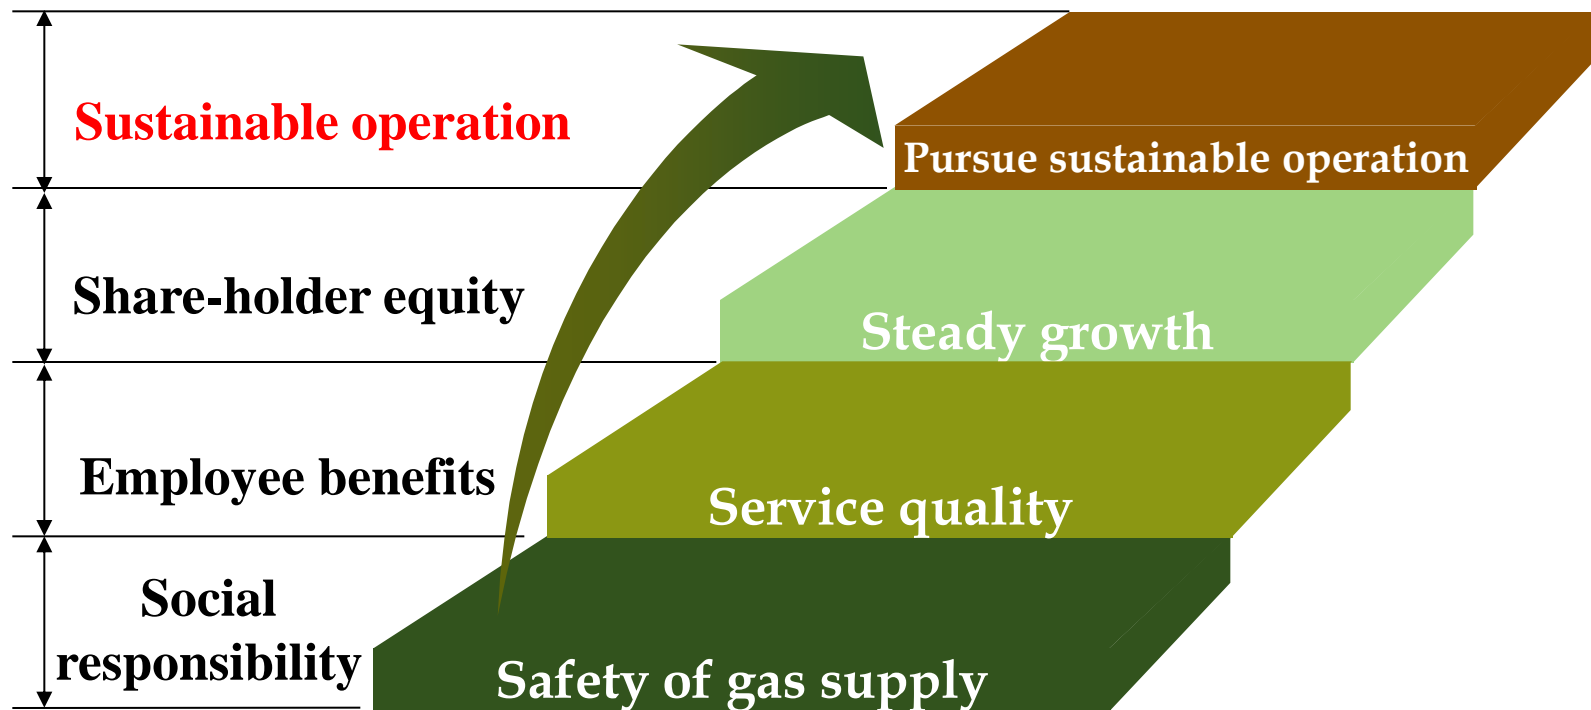 Sustainable operation
Pursue sustainable operation
Share-holder equity
Steady growth
Employee benefits
Service quality
Social
responsibility
Safety of gas supply